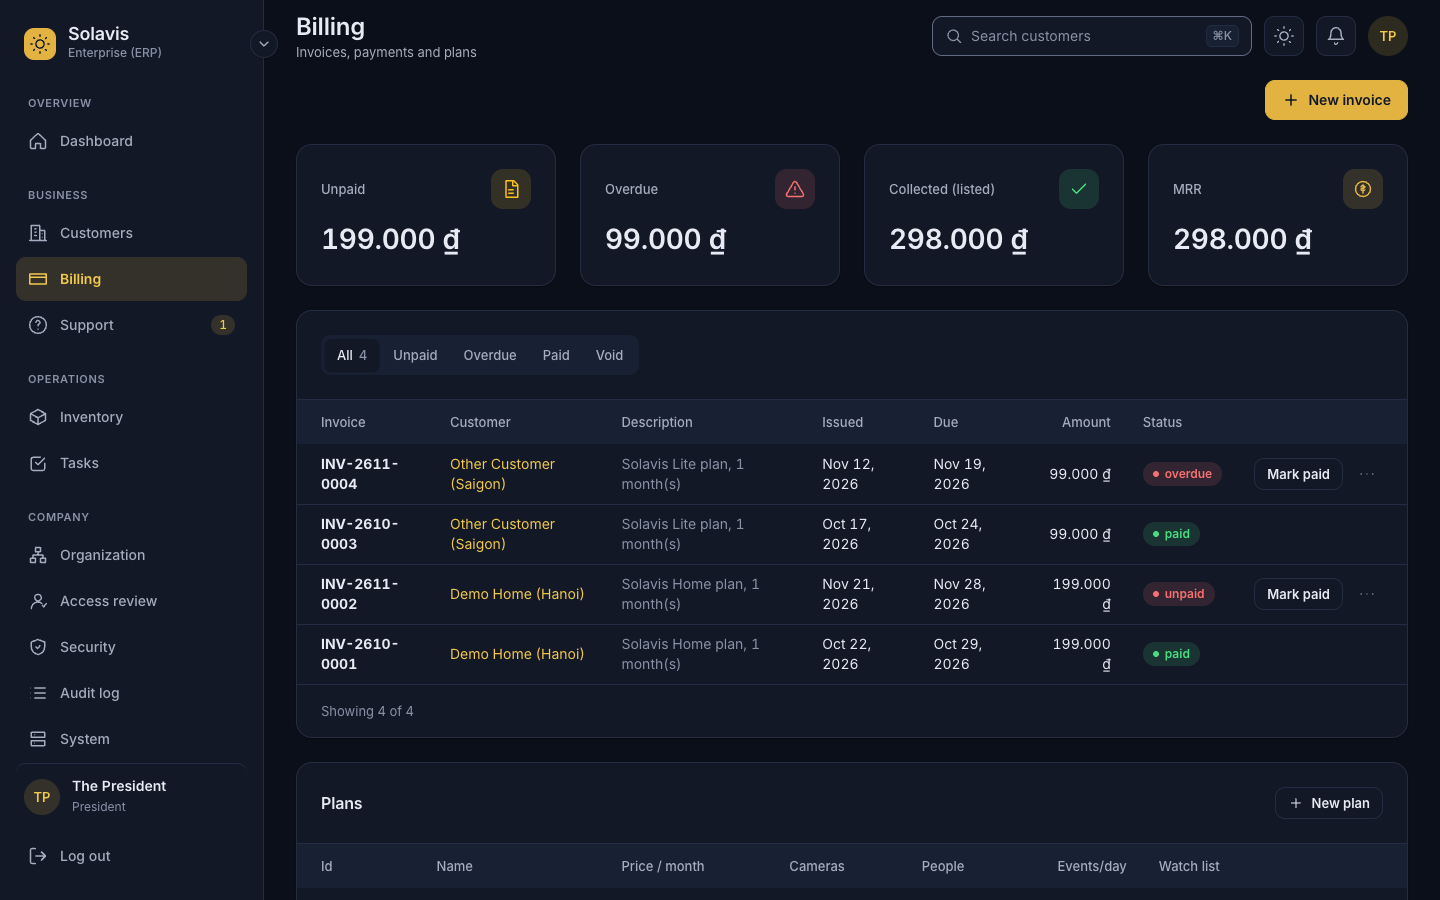 Solavis
Enterprise (ERP)
OVERVIEW
Dashboard
BUSINESS
Customers
Billing
Support 1
OPERATIONS
Inventory
Tasks
COMPANY
Organization
Access review
Security
Audit log
System
TP
The President
President
Log out
Billing
Invoices, payments and plans
Search customers ⌘K
TP
New invoice
Unpaid
199.000 ₫
Overdue
99.000 ₫
Collected (listed)
298.000 ₫
MRR
298.000 ₫
All 4 Unpaid Overdue Paid Void
Invoice Customer Description Issued Due Amount Status
INV-2611-
0004
Other Customer
(Saigon)
Solavis Lite plan, 1
month(s)
Nov 12,
2026
Nov 19,
2026
99.000 ₫
overdue
Mark paid
INV-2610-
0003
Other Customer
(Saigon)
Solavis Lite plan, 1
month(s)
Oct 17,
2026
Oct 24,
2026
99.000 ₫
paid
INV-2611-
0002
Demo Home (Hanoi)
Solavis Home plan, 1
month(s)
Nov 21,
2026
Nov 28,
2026
199.000
₫
unpaid
Mark paid
INV-2610-
0001
Demo Home (Hanoi)
Solavis Home plan, 1
month(s)
Oct 22,
2026
Oct 29,
2026
199.000
₫
paid
Showing 4 of 4
Plans
New plan
Id Name Price / month Cameras People Events/day Watch list